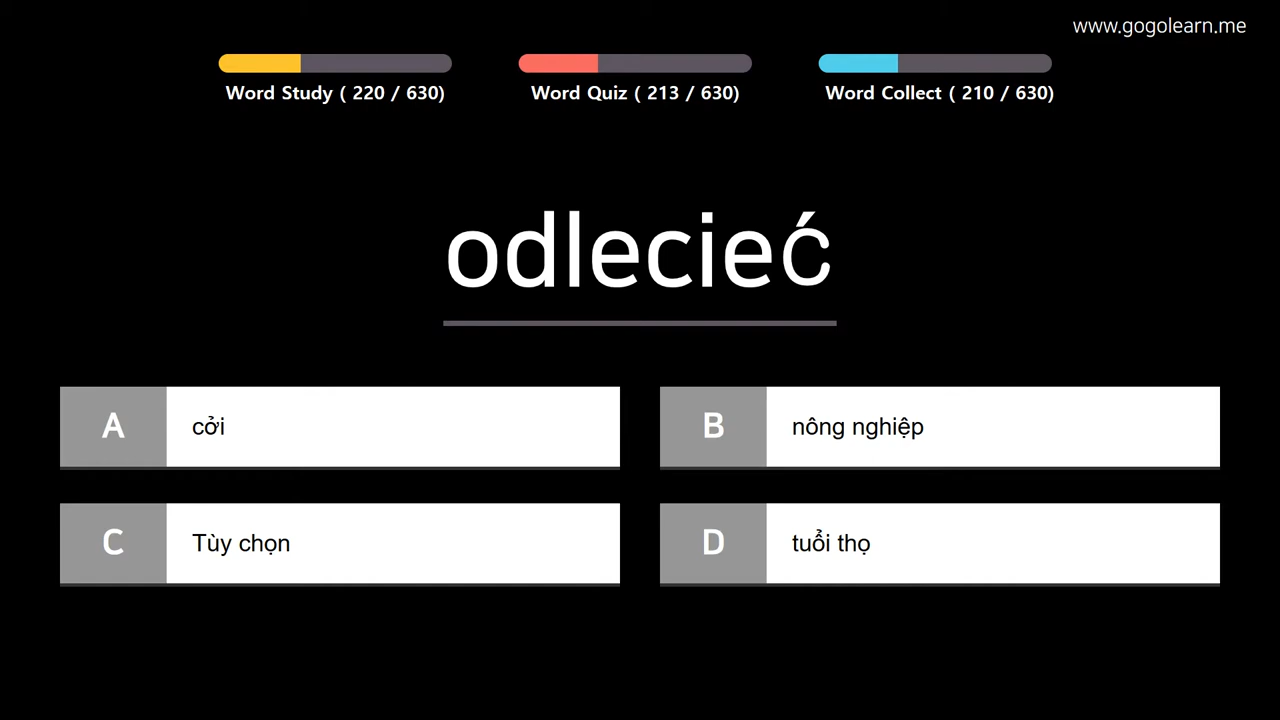 www.gogolearn.me
Word Study ( 220 / 630)
Word Quiz ( 213 / 630)
Word Collect ( 210 / 630)
odlecieć
A cởi
B nông nghiệp
C Tùy chọn
D tuổi thọ